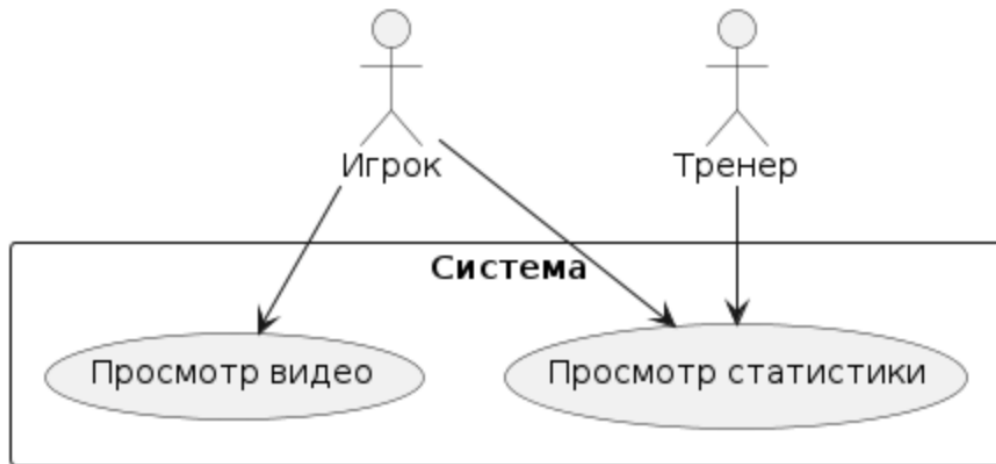 Игрок
Тренер
Система
Просмотр видео
Просмотр статистики